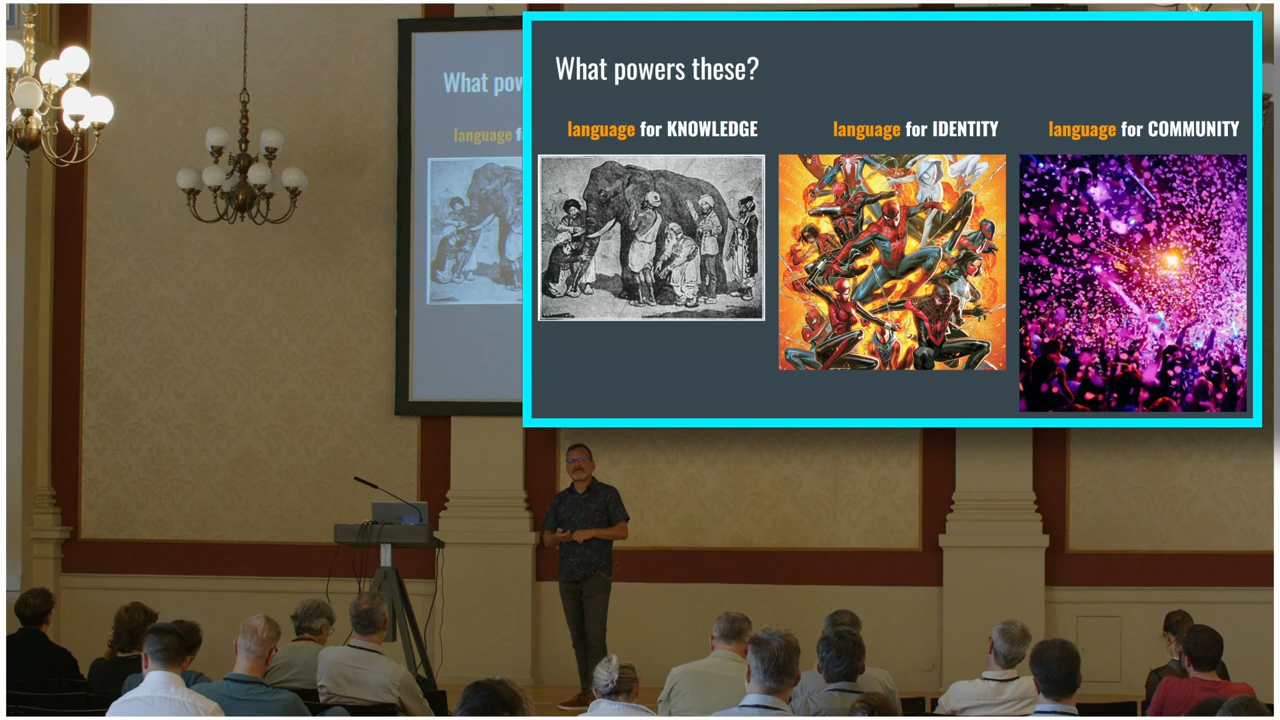 What powers these?
language for KNOWLEDGE
language for IDENTITY
language for COMMUNITY
What pow
language f